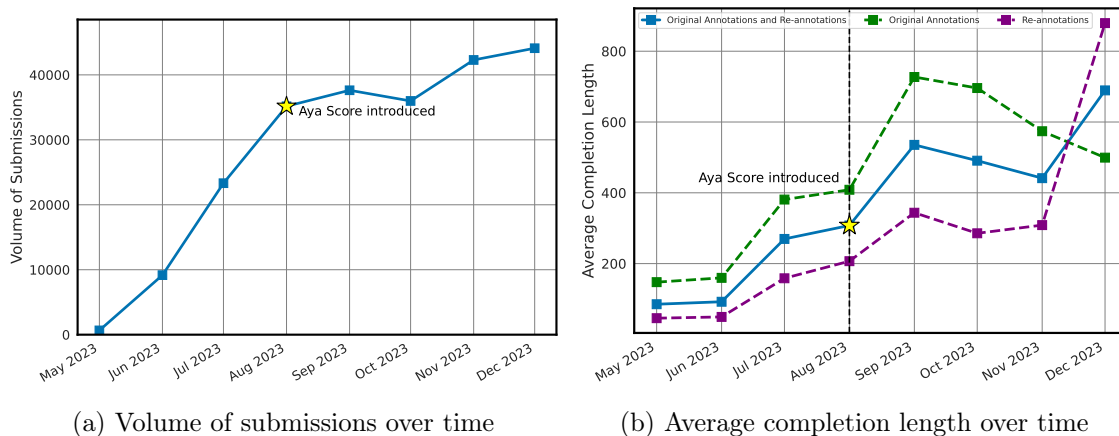 Volume of Submissions
40000
30000
20000
10000
0
Aya Score introduced
May 2023
Jun 2023
Jul 2023
Aug 2023
Sep 2023
Oct 2023
Nov 2023
Dec 2023
(a) Volume of submissions over time
Original Annotations and Re-annotations
Original Annotations
Re-annotations
Average Completion Length
800
600
400
200
Aya Score introduced
May 2023
Jun 2023
Jul 2023
Aug 2023
Sep 2023
Oct 2023
Nov 2023
Dec 2023
(b) Average completion length over time